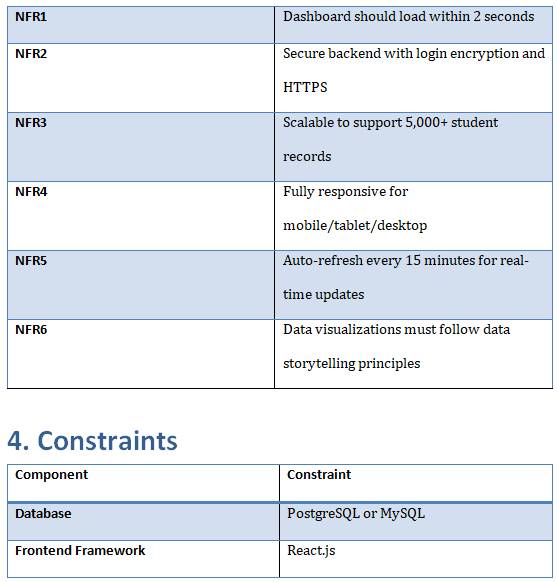 NFR1 Dashboard should load within 2 seconds
NFR2 Secure backend with login encryption and
HTTPS
NFR3 Scalable to support 5,000+ student
records
NFR4 Fully responsive for
mobile/tablet/desktop
NFR5 Auto-refresh every 15 minutes for real-
time updates
NFR6 Data visualizations must follow data
storytelling principles
4. Constraints
Component Constraint
Database PostgreSQL or MySQL
Frontend Framework React.js